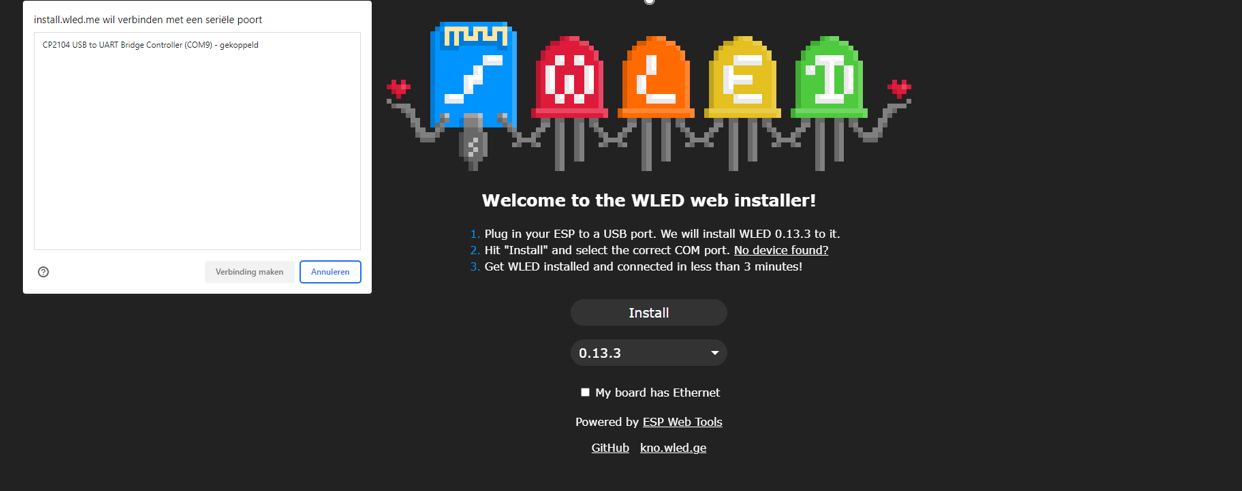 install.wled.me wil verbinden met een seriële poort
CP2104 USB to UART Bridge Controller (COM9) - gekoppeld
Verbinding maken
Annuleren
WLED
Welcome to the WLED web installer!
1. Plug in your ESP to a USB port. We will install WLED 0.13.3 to it.
2. Hit "Install" and select the correct COM port. No device found?
3. Get WLED installed and connected in less than 3 minutes!
Install
0.13.3
My board has Ethernet
Powered by ESP Web Tools
GitHub kno.wled.ge